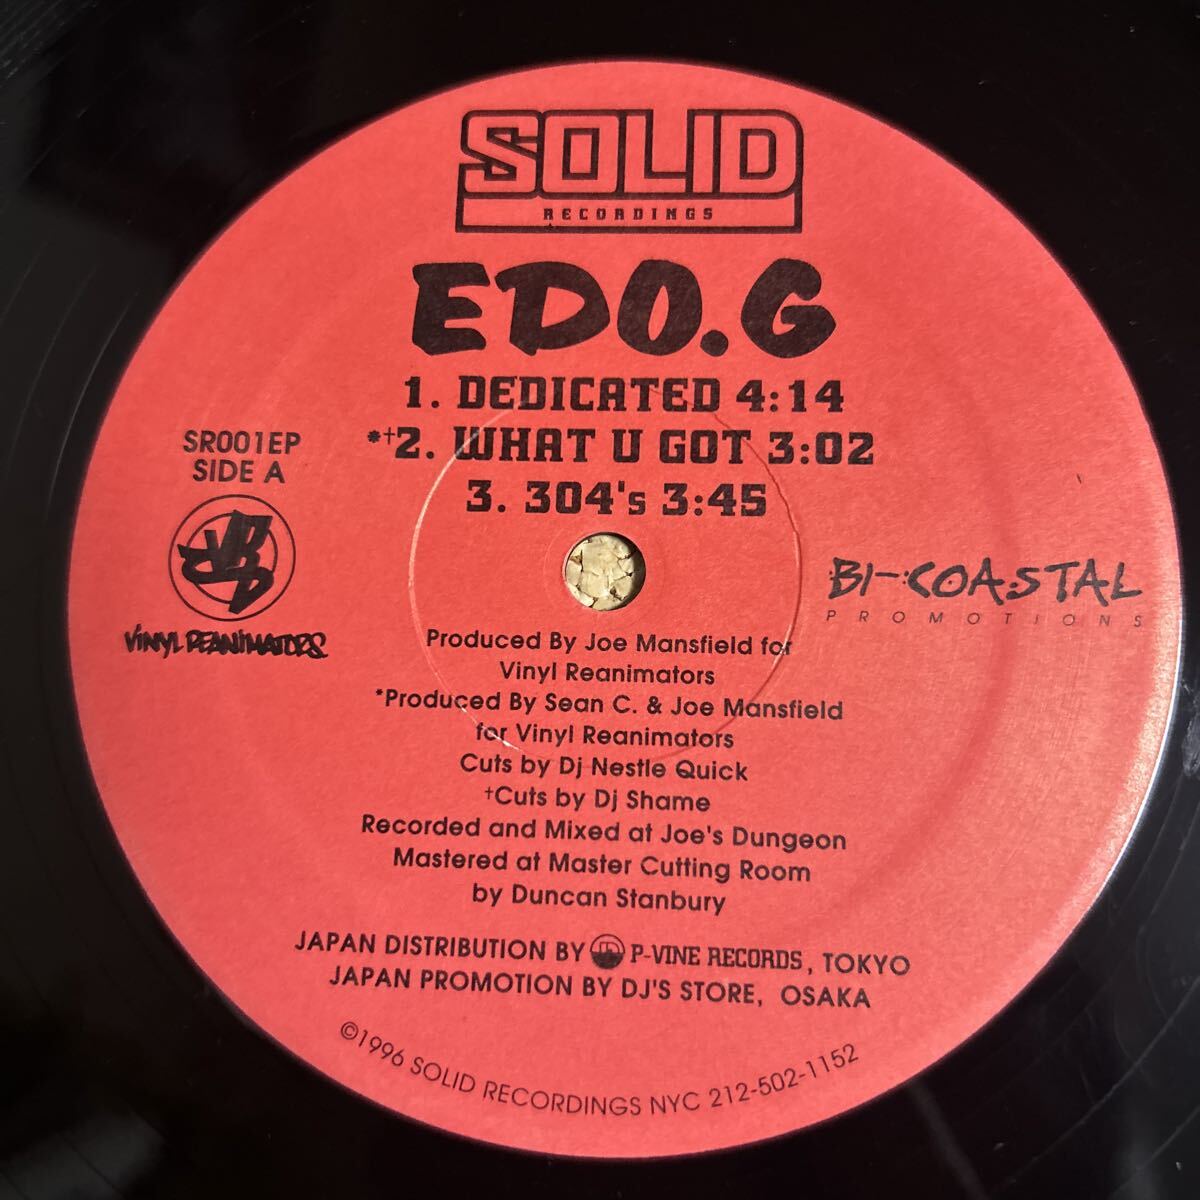 SOLID
RECORDINGS
EDO.G
1. DEDICATED 4:14
*†2. WHAT U GOT 3:02
3. 304's 3:45
SR001EP
SIDE A
VINYL REANIMATORS
BI-COASTAL
PROMOTIONS
Produced By Joe Mansfield for
Vinyl Reanimators
*Produced By Sean C. & Joe Mansfield
for Vinyl Reanimators
Cuts by Dj Nestle Quick
†Cuts by Dj Shame
Recorded and Mixed at Joe's Dungeon
Mastered at Master Cutting Room
by Duncan Stanbury
JAPAN DISTRIBUTION BY P-VINE RECORDS, TOKYO
JAPAN PROMOTION BY DJ'S STORE, OSAKA
©1996 SOLID RECORDINGS NYC 212-502-1152